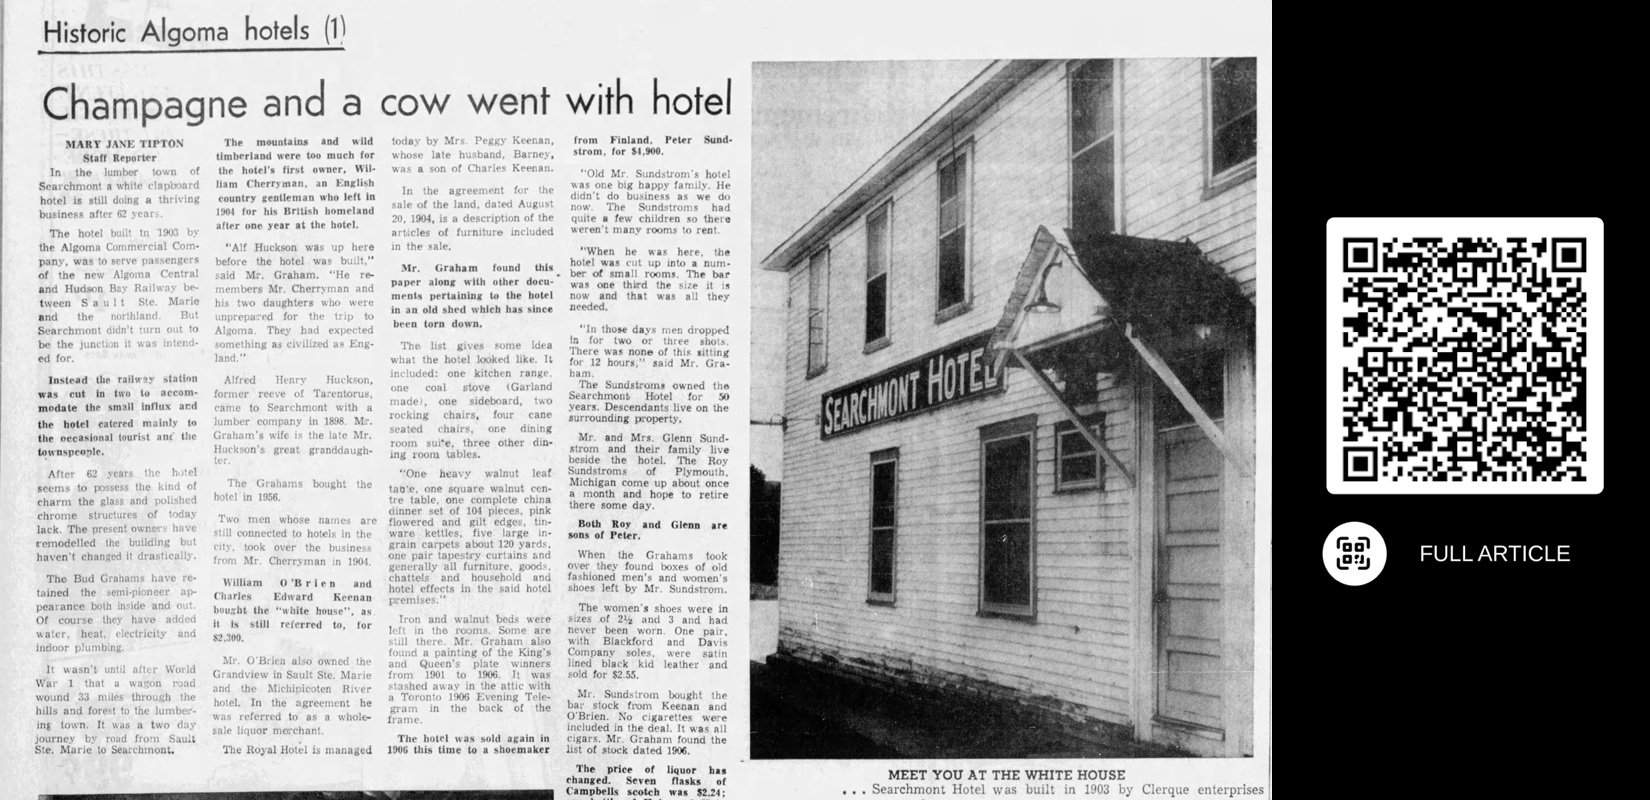 Historic Algoma hotels (1)
Champagne and a cow went with hotel
MARY JANE TIPTON
Staff Reporter
In the lumber town of
Searchmont a white clapboard
hotel is still doing a thriving
business after 62 years.
The hotel built in 1903 by
the Algoma Commercial Com-
pany, was to serve passengers
of the new Algoma Central
and Hudson Bay Railway be-
tween Sault Ste. Marie
and the northland. But
Searchmont didn't turn out to
be the junction it was intend-
ed for.
Instead the railway station
was cut in two to accom-
modate the small influx and
the hotel catered mainly to
the occasional tourist and the
townspeople.
After 62 years the hotel
seems to possess the kind of
charm the glass and polished
chrome structures of today
lack. The present owners have
remodelled the building but
haven't changed it drastically.
The Bud Grahams have re-
tained the semi-pioneer ap-
pearance both inside and out.
Of course they have added
water, heat, electricity and
indoor plumbing.
It wasn't until after World
War 1 that a wagon road
wound 33 miles through the
hills and forest to the lumber-
ing town. It was a two day
journey by road from Sault
Ste. Marie to Searchmont.
The mountains and wild
timberland were too much for
the hotel's first owner, Wil-
liam Cherryman, an English
country gentleman who left in
1904 for his British homeland
after one year at the hotel.
"Alf Huckson was up here
before the hotel was built,"
said Mr. Graham. "He re-
members Mr. Cherryman and
his two daughters who were
unprepared for the trip to
Algoma. They had expected
something as civilized as Eng-
land."
Alfred Henry Huckson,
former reeve of Tarentorus,
came to Searchmont with a
lumber company in 1898. Mr.
Graham's wife is the late Mr.
Huckson's great granddaugh-
ter.
The Grahams bought the
hotel in 1956.
Two men whose names are
still connected to hotels in the
city, took over the business
from Mr. Cherryman in 1904.
William O'Brien and
Charles Edward Keenan
bought the "white house", as
it is still referred to, for
$2,300.
Mr. O'Brien also owned the
Grandview in Sault Ste. Marie
and the Michipicoten River
hotel. In the agreement he
was referred to as a whole-
sale liquor merchant.
The Royal Hotel is managed
today by Mrs. Peggy Keenan,
whose late husband, Barney,
was a son of Charles Keenan.
In the agreement for the
sale of the land, dated August
20, 1904, is a description of the
articles of furniture included
in the sale.
Mr. Graham found this
paper along with other docu-
ments pertaining to the hotel
in an old shed which has since
been torn down.
The list gives some idea
what the hotel looked like. It
included: one kitchen range,
one coal stove (Garland
made), one sideboard, two
rocking chairs, four cane
seated chairs, one dining
room suite, three other din-
ing room tables.
"One heavy walnut leaf
table, one square walnut cen-
tre table, one complete china
dinner set of 104 pieces, pink
flowered and gilt edges, tin-
ware kettles, five large in-
grain carpets about 120 yards,
one pair tapestry curtains and
generally all furniture, goods,
chattels and household and
hotel effects in the said hotel
premises."
Iron and walnut beds were
left in the rooms. Some are
still there. Mr. Graham also
found a painting of the King's
and Queen's plate winners
from 1901 to 1906. It was
stashed away in the attic with
a Toronto 1906 Evening Tele-
gram in the back of the
frame.
The hotel was sold again in
1906 this time to a shoemaker
from Finland, Peter Sund-
strom, for $4,900.
"Old Mr. Sundstrom's hotel
was one big happy family. He
didn't do business as we do
now. The Sundstroms had
quite a few children so there
weren't many rooms to rent.
"When he was here, the
hotel was cut up into a num-
ber of small rooms. The bar
was one third the size it is
now and that was all they
needed.
"In those days men dropped
in for two or three shots.
There was none of this sitting
for 12 hours," said Mr. Gra-
ham.
The Sundstroms owned the
Searchmont Hotel for 50
years. Descendants live on the
surrounding property.
Mr. and Mrs. Glenn Sund-
strom and their family live
beside the hotel. The Roy
Sundstroms of Plymouth,
Michigan come up about once
a month and hope to retire
there some day.
Both Roy and Glenn are
sons of Peter.
When the Grahams took
over they found boxes of old
fashioned men's and women's
shoes left by Mr. Sundstrom.
The women's shoes were in
sizes of 2½ and 3 and had
never been worn. One pair,
with Blackford and Davis
Company soles, were satin
lined black kid leather and
sold for $2.55.
Mr. Sundstrom bought the
bar stock from Keenan and
O'Brien. No cigarettes were
included in the deal. It was all
cigars. Mr. Graham found the
list of stock dated 1906.
The price of liquor has
changed. Seven flasks of
Campbells scotch was $2.24;
SEARCHMONT HOTEL
MEET YOU AT THE WHITE HOUSE
... Searchmont Hotel was built in 1903 by Clerque enterprises
FULL ARTICLE